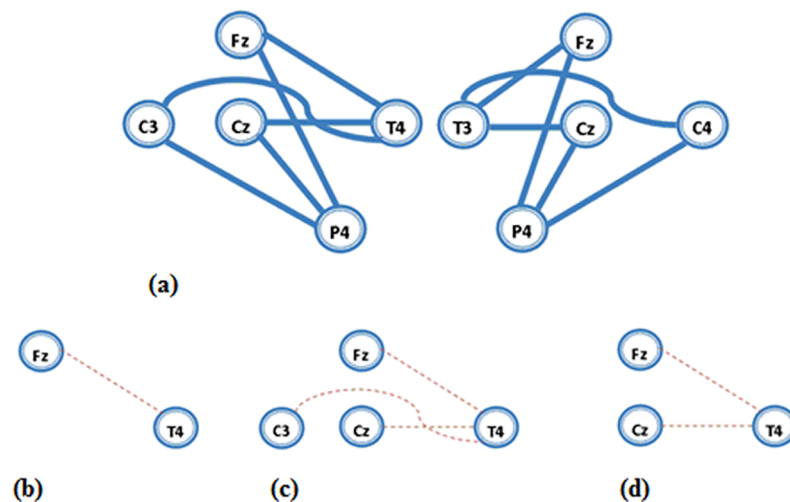 Fz Fz
C3 Cz T4 T3 Cz C4
P4 P4
(a)
Fz Fz Fz
T4 C3 Cz T4 Cz T4
(b) (c) (d)